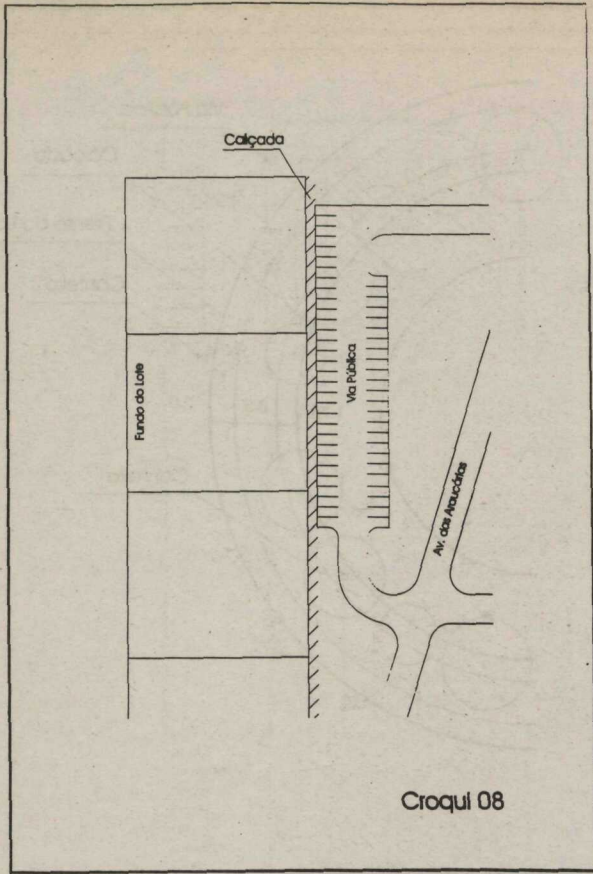 Calçada
Fundo do Lote
Via Pública
Av. das Araucárias
Croqui 08